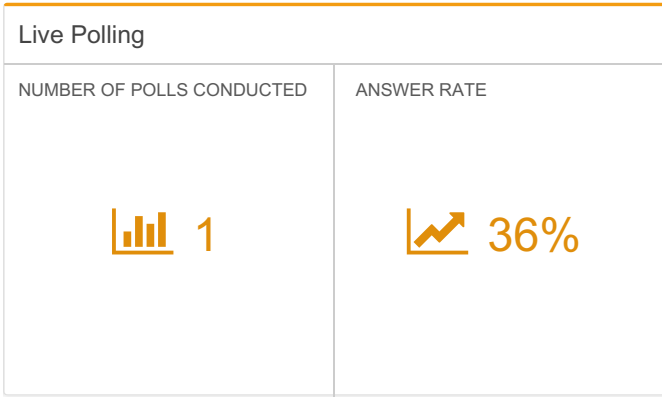 Live Polling
NUMBER OF POLLS CONDUCTED
ANSWER RATE
1
36%